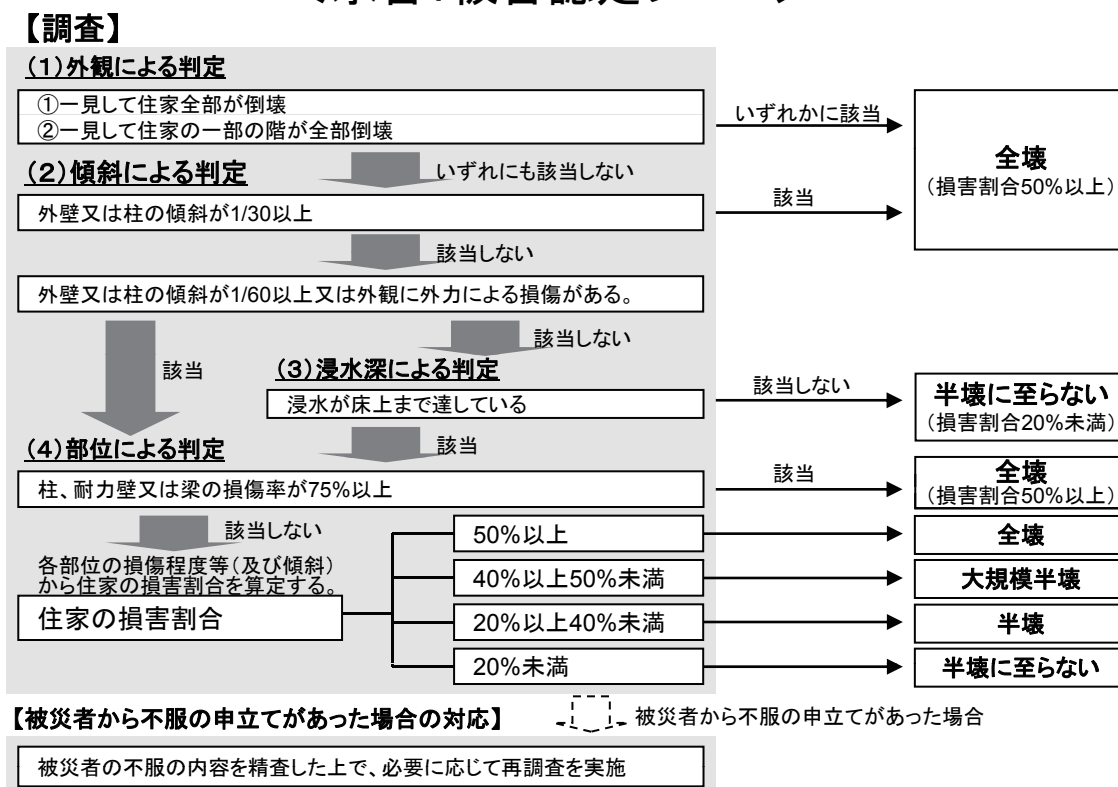 【調査】
(1)外観による判定
①一見して住家全部が倒壊
②一見して住家の一部の階が全部倒壊
いずれかに該当
全壊
(損害割合50%以上)
いずれにも該当しない
(2)傾斜による判定
外壁又は柱の傾斜が1/30以上
該当
該当しない
外壁又は柱の傾斜が1/60以上又は外観に外力による損傷がある。
該当
該当しない
(3)浸水深による判定
浸水が床上まで達している
該当しない
半壊に至らない
(損害割合20%未満)
該当
(4)部位による判定
柱、耐力壁又は梁の損傷率が75%以上
該当
全壊
(損害割合50%以上)
該当しない
各部位の損傷程度等(及び傾斜)
から住家の損害割合を算定する。
住家の損害割合
50%以上
全壊
40%以上50%未満
大規模半壊
20%以上40%未満
半壊
20%未満
半壊に至らない
【被災者から不服の申立てがあった場合の対応】
被災者から不服の申立てがあった場合
被災者の不服の内容を精査した上で、必要に応じて再調査を実施